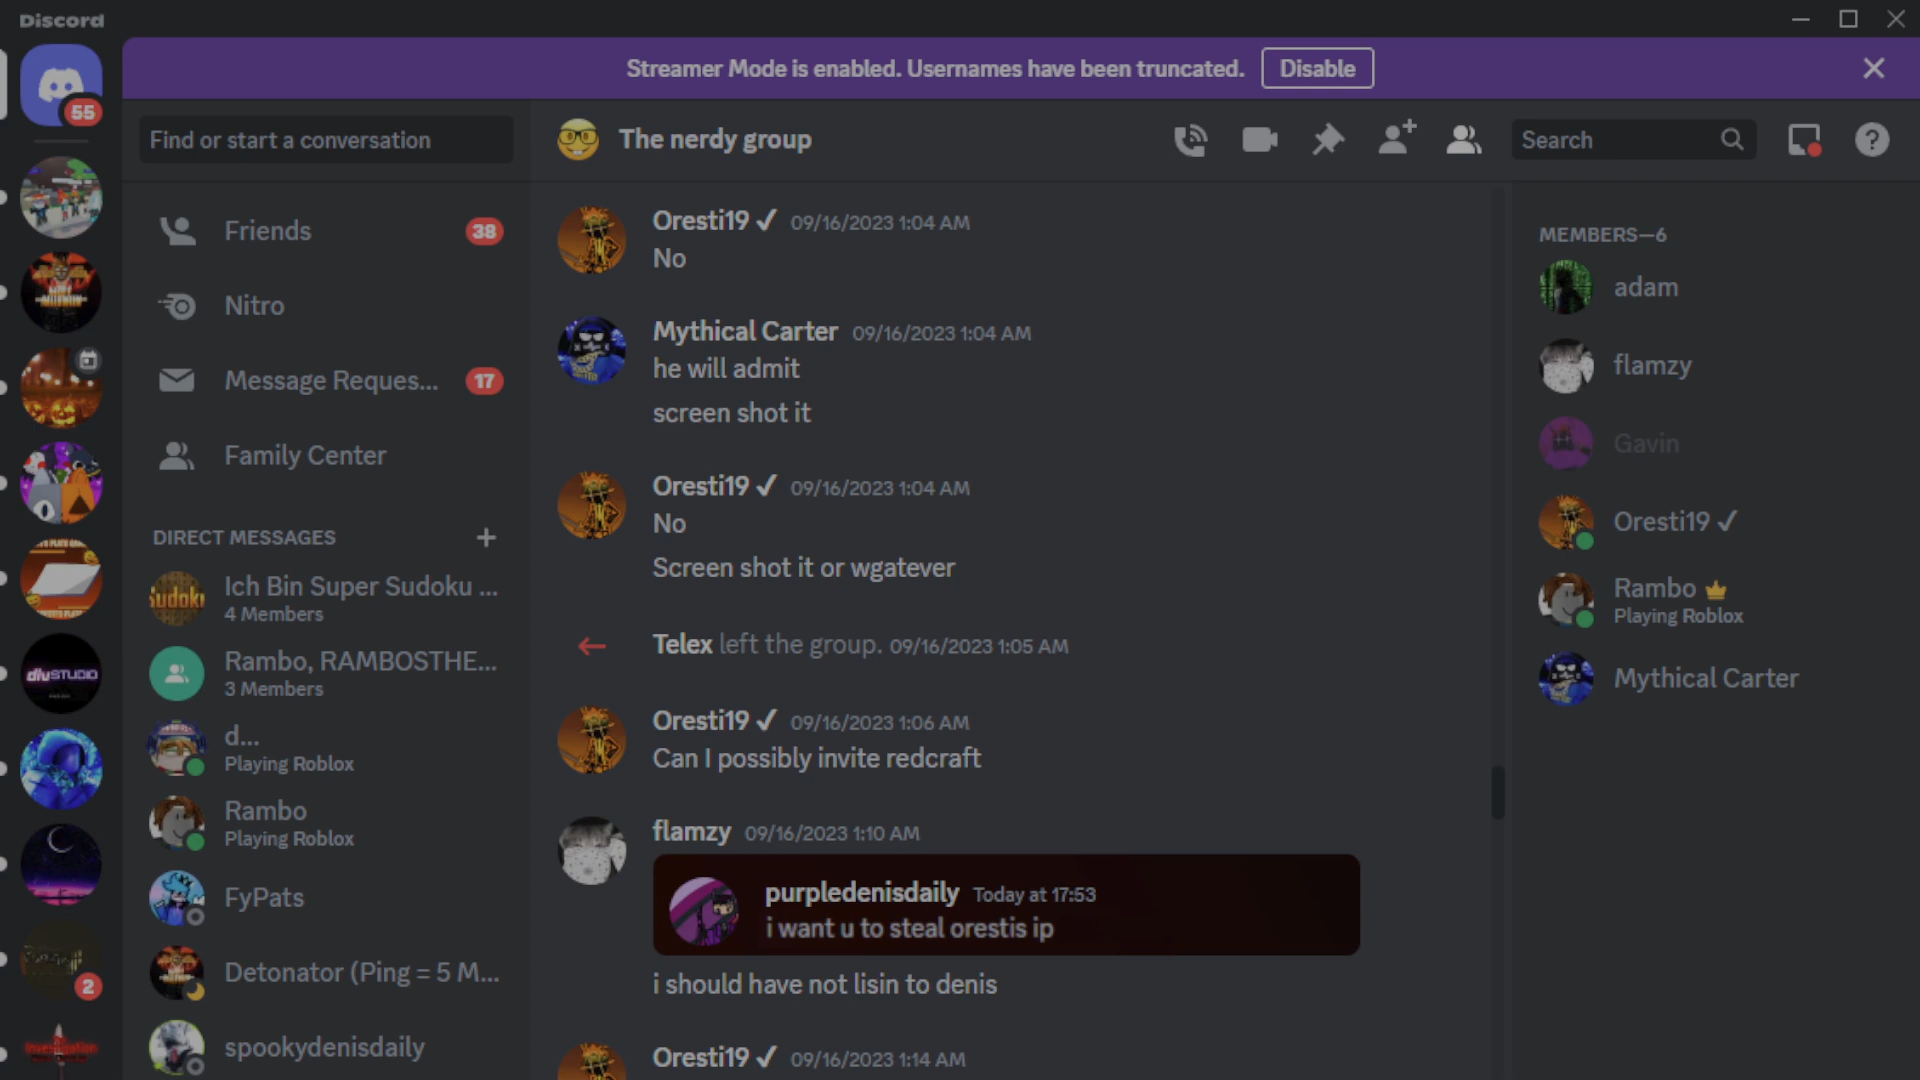 Discord
Streamer Mode is enabled. Usernames have been truncated.
Disable
55
Find or start a conversation
The nerdy group
Search
Friends
38
Nitro
Message Reques...
17
Family Center
DIRECT MESSAGES
Ich Bin Super Sudoku ...
4 Members
Rambo, RAMBOSTHE...
3 Members
d...
Playing Roblox
Rambo
Playing Roblox
FyPats
Detonator (Ping = 5 M...
spookydenisdaily
2
Oresti19 ✓ 09/16/2023 1:04 AM
No
Mythical Carter 09/16/2023 1:04 AM
he will admit
screen shot it
Oresti19 ✓ 09/16/2023 1:04 AM
No
Screen shot it or wgatever
Telex left the group. 09/16/2023 1:05 AM
Oresti19 ✓ 09/16/2023 1:06 AM
Can I possibly invite redcraft
flamzy 09/16/2023 1:10 AM
purpledenisdaily Today at 17:53
i want u to steal orestis ip
i should have not lisin to denis
Oresti19 ✓ 09/16/2023 1:14 AM
MEMBERS—6
adam
flamzy
Gavin
Oresti19 ✓
Rambo
Playing Roblox
Mythical Carter